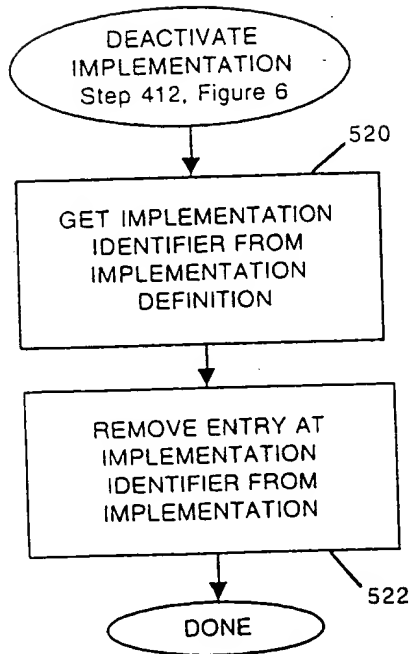 DEACTIVATE
IMPLEMENTATION
Step 412, Figure 6
520
GET IMPLEMENTATION
IDENTIFIER FROM
IMPLEMENTATION
DEFINITION
REMOVE ENTRY AT
IMPLEMENTATION
IDENTIFIER FROM
IMPLEMENTATION
522
DONE